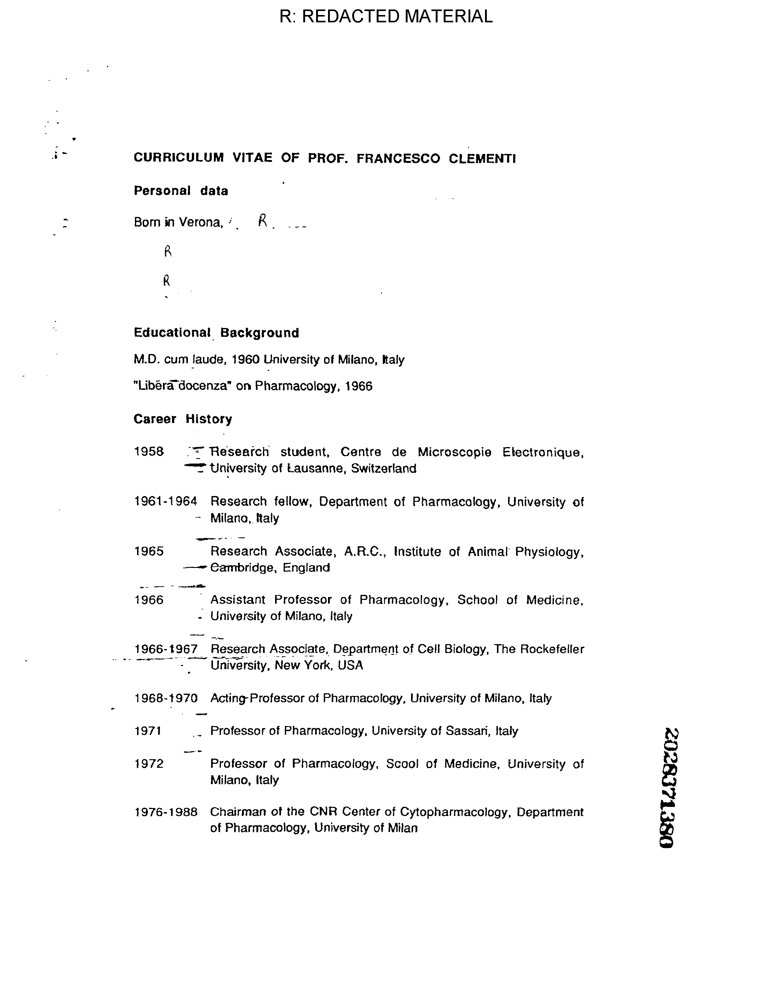 R: REDACTED MATERIAL
CURRICULUM VITAE OF PROF. FRANCESCO CLEMENTI
Personal data
Born in Verona, R
R
R
Educational Background
M.D. cum laude, 1960 University of Milano, Italy
"Libera docenza" on Pharmacology, 1966
Career History
1958 Research student, Centre de Microscopie Electronique,
University of Lausanne, Switzerland
1961-1964 Research fellow, Department of Pharmacology, University of
Milano, Italy
1965 Research Associate, A.R.C., Institute of Animal Physiology,
Cambridge, England
1966 Assistant Professor of Pharmacology, School of Medicine,
University of Milano, Italy
1966-1967 Research Associate, Department of Cell Biology, The Rockefeller
University, New York, USA
1968-1970 Acting Professor of Pharmacology, University of Milano, Italy
1971 Professor of Pharmacology, University of Sassari, Italy
1972 Professor of Pharmacology, Scool of Medicine, University of
Milano, Italy
1976-1988 Chairman of the CNR Center of Cytopharmacology, Department
of Pharmacology, University of Milan
2028371380